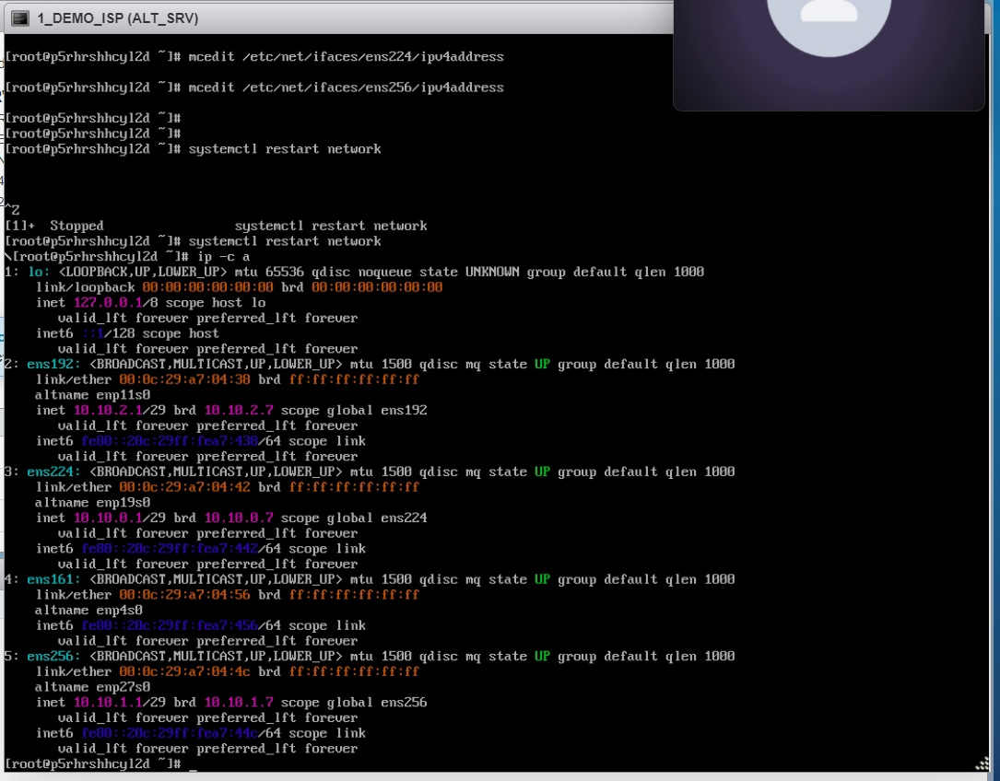 1_DEMO_ISP (ALT_SRV)
[root@p5rhrshhcyl2d ~]# mcedit /etc/net/ifaces/ens224/ipv4address
[root@p5rhrshhcyl2d ~]# mcedit /etc/net/ifaces/ens256/ipv4address
[root@p5rhrshhcyl2d ~]#
[root@p5rhrshhcyl2d ~]#
[root@p5rhrshhcyl2d ~]# systemctl restart network
^Z
[1]+  Stopped                 systemctl restart network
[root@p5rhrshhcyl2d ~]# systemctl restart network
\[root@p5rhrshhcyl2d ~]# ip -c a
1: lo: <LOOPBACK,UP,LOWER_UP> mtu 65536 qdisc noqueue state UNKNOWN group default qlen 1000
    link/loopback 00:00:00:00:00:00 brd 00:00:00:00:00:00
    inet 127.0.0.1/8 scope host lo
       valid_lft forever preferred_lft forever
    inet6 ::1/128 scope host
       valid_lft forever preferred_lft forever
2: ens192: <BROADCAST,MULTICAST,UP,LOWER_UP> mtu 1500 qdisc mq state UP group default qlen 1000
    link/ether 00:0c:29:a7:04:38 brd ff:ff:ff:ff:ff:ff
    altname enp11s0
    inet 10.10.2.1/29 brd 10.10.2.7 scope global ens192
       valid_lft forever preferred_lft forever
    inet6 fe80::20c:29ff:fea7:438/64 scope link
       valid_lft forever preferred_lft forever
3: ens224: <BROADCAST,MULTICAST,UP,LOWER_UP> mtu 1500 qdisc mq state UP group default qlen 1000
    link/ether 00:0c:29:a7:04:42 brd ff:ff:ff:ff:ff:ff
    altname enp19s0
    inet 10.10.0.1/29 brd 10.10.0.7 scope global ens224
       valid_lft forever preferred_lft forever
    inet6 fe80::20c:29ff:fea7:442/64 scope link
       valid_lft forever preferred_lft forever
4: ens161: <BROADCAST,MULTICAST,UP,LOWER_UP> mtu 1500 qdisc mq state UP group default qlen 1000
    link/ether 00:0c:29:a7:04:56 brd ff:ff:ff:ff:ff:ff
    altname enp4s0
    inet6 fe80::20c:29ff:fea7:456/64 scope link
       valid_lft forever preferred_lft forever
5: ens256: <BROADCAST,MULTICAST,UP,LOWER_UP> mtu 1500 qdisc mq state UP group default qlen 1000
    link/ether 00:0c:29:a7:04:4c brd ff:ff:ff:ff:ff:ff
    altname enp27s0
    inet 10.10.1.1/29 brd 10.10.1.7 scope global ens256
       valid_lft forever preferred_lft forever
    inet6 fe80::20c:29ff:fea7:44c/64 scope link
       valid_lft forever preferred_lft forever
[root@p5rhrshhcyl2d ~]# _